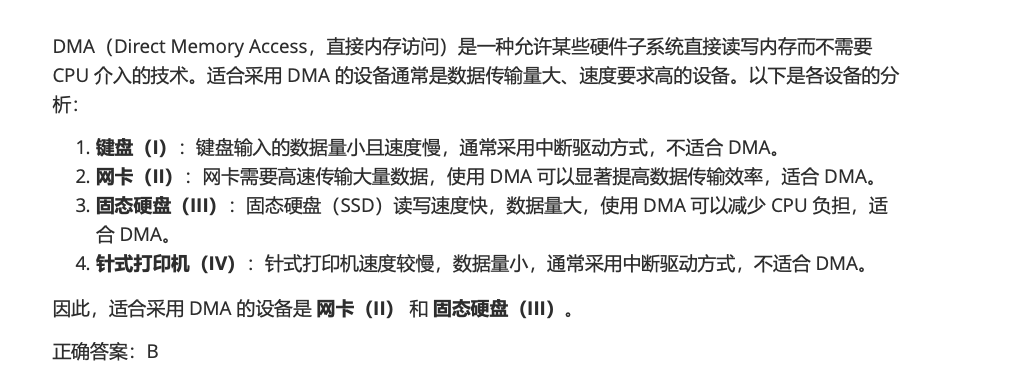 DMA（Direct Memory Access，直接内存访问）是一种允许某些硬件子系统直接读写内存而不需要
CPU 介入的技术。适合采用 DMA 的设备通常是数据传输量大、速度要求高的设备。以下是各设备的分
析：
1. 键盘（I）：键盘输入的数据量小且速度慢，通常采用中断驱动方式，不适合 DMA。
2. 网卡（II）：网卡需要高速传输大量数据，使用 DMA 可以显著提高数据传输效率，适合 DMA。
3. 固态硬盘（III）：固态硬盘（SSD）读写速度快，数据量大，使用 DMA 可以减少 CPU 负担，适
合 DMA。
4. 针式打印机（IV）：针式打印机速度较慢，数据量小，通常采用中断驱动方式，不适合 DMA。
因此，适合采用 DMA 的设备是 网卡（II） 和 固态硬盘（III）。
正确答案：B